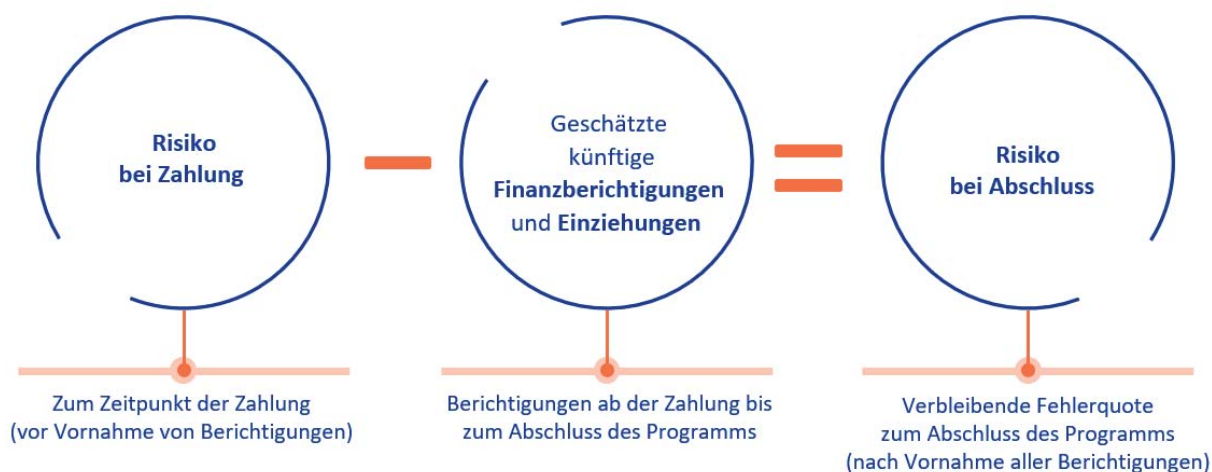 Risiko
bei Zahlung
Geschätzte
künftige
Finanzberichtigungen
und Einziehungen
Risiko
bei Abschluss
Zum Zeitpunkt der Zahlung
(vor Vornahme von Berichtigungen)
Berichtigungen ab der Zahlung bis
zum Abschluss des Programms
Verbleibende Fehlerquote
zum Abschluss des Programms
(nach Vornahme aller Berichtigungen)